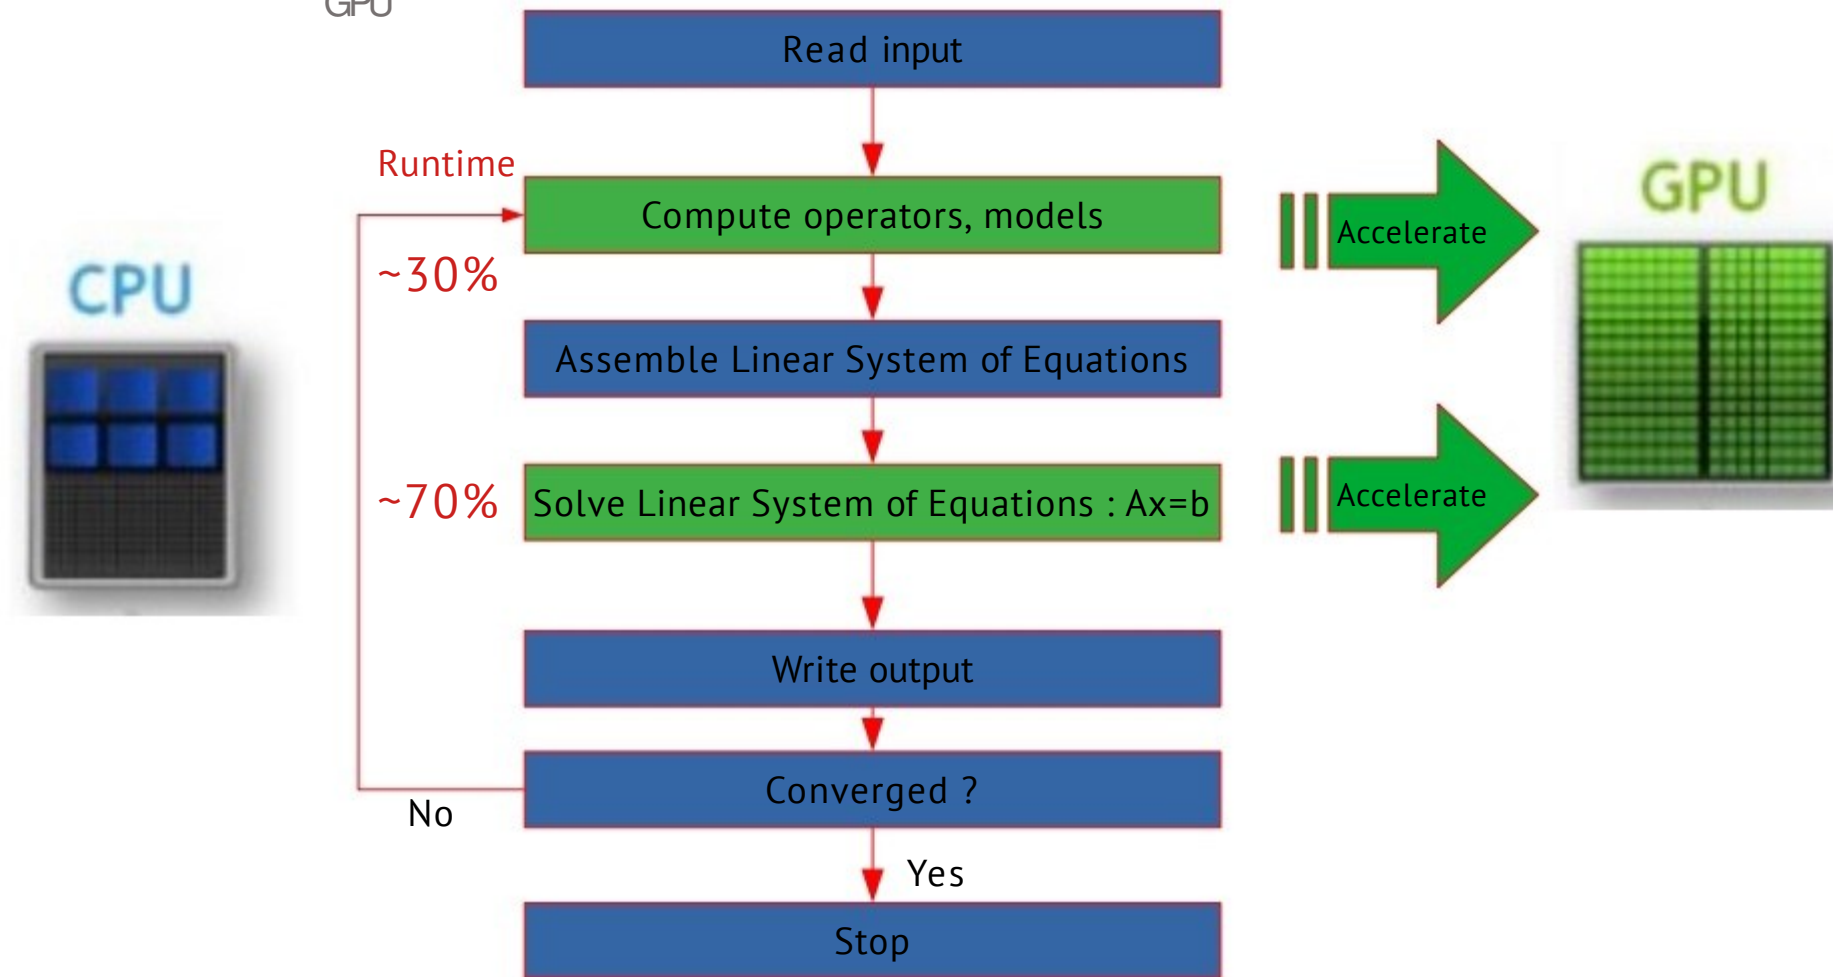 GPU
Read input
Runtime
Compute operators, models
Accelerate
GPU
~30%
CPU
Assemble Linear System of Equations
~70%
Solve Linear System of Equations : Ax=b
Accelerate
Write output
Converged ?
No
Yes
Stop